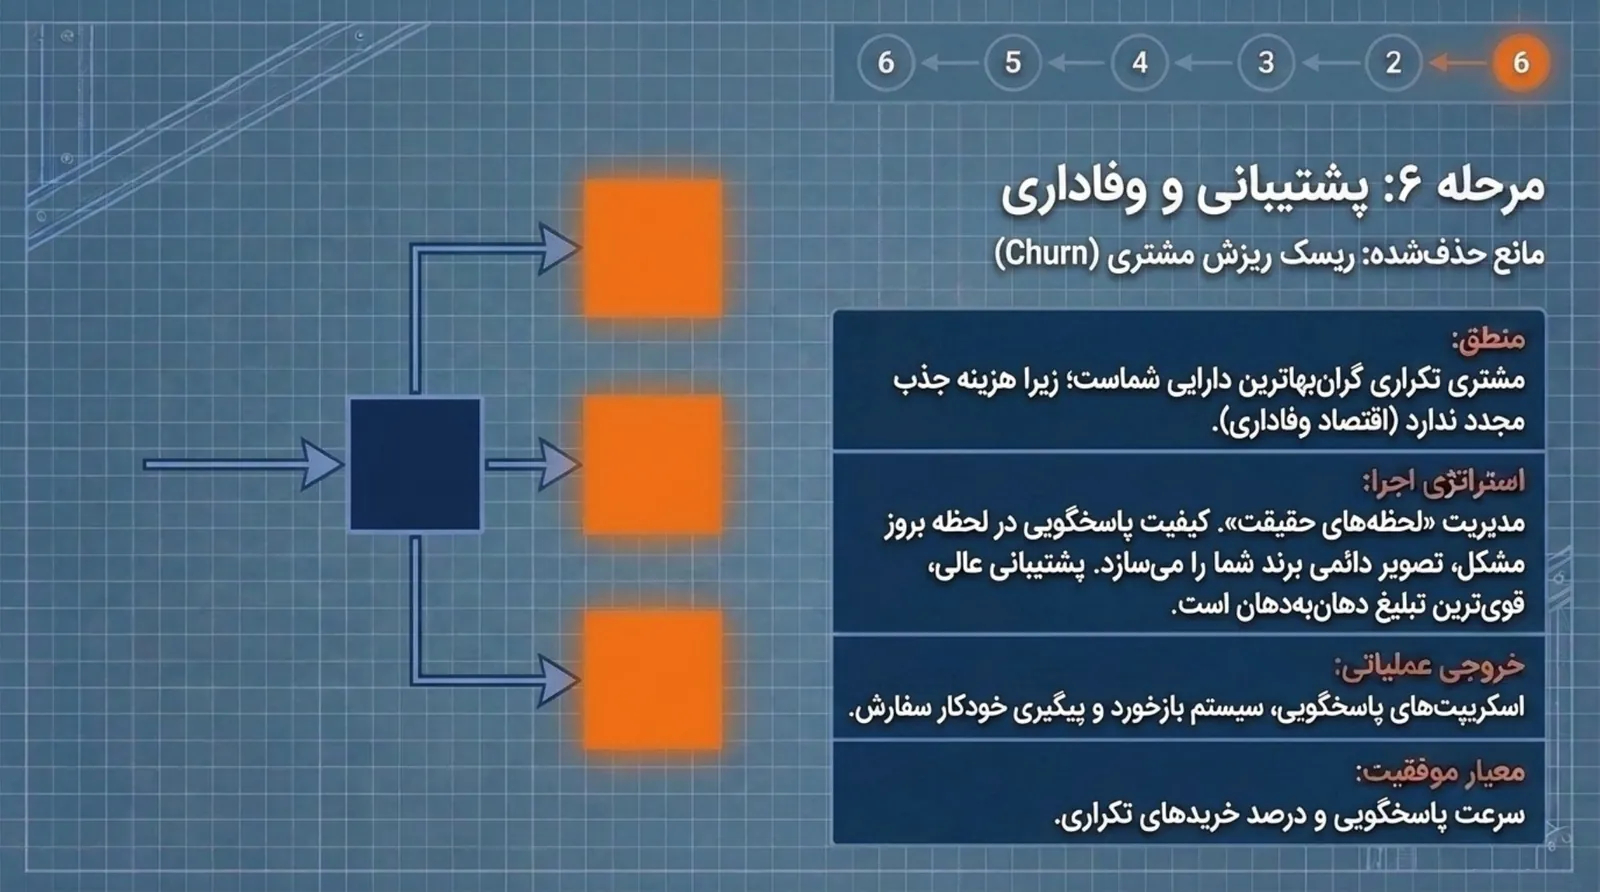 6 2 3 4 5 6
مرحله ۶: پشتیبانی و وفاداری
مانع حذف‌شده: ریسک ریزش مشتری (Churn)
منطق:
مشتری تکراری گران‌بهاترین دارایی شماست؛ زیرا هزینه جذب
مجدد ندارد (اقتصاد وفاداری).
استراتژی اجرا:
مدیریت «لحظه‌های حقیقت». کیفیت پاسخگویی در لحظه بروز
مشکل، تصویر دائمی برند شما را می‌سازد. پشتیبانی عالی،
قوی‌ترین تبلیغ دهان‌به‌دهان است.
خروجی عملیاتی:
اسکریپت‌های پاسخگویی، سیستم بازخورد و پیگیری خودکار سفارش.
معیار موفقیت:
سرعت پاسخگویی و درصد خریدهای تکراری.